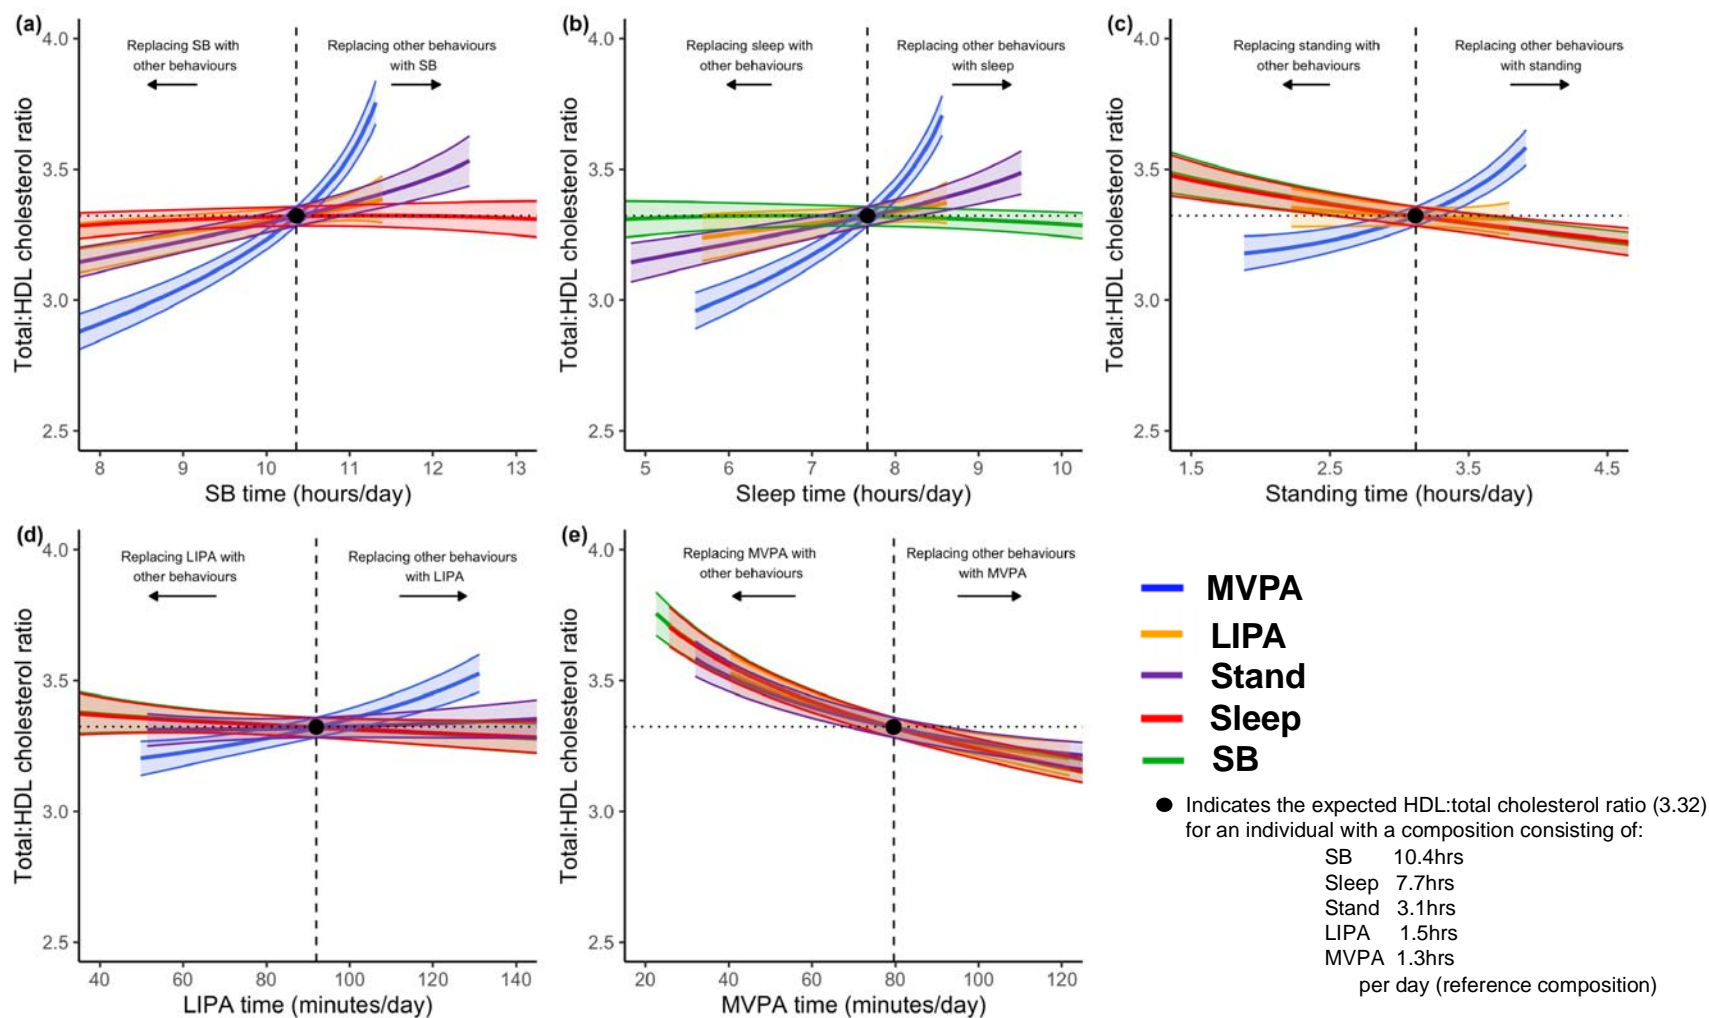 (a)
Replacing SB with
other behaviours
Replacing other behaviours
with SB
4.0
3.5
3.0
2.5
Total:HDL cholesterol ratio
8 9 10 11 12 13
SB time (hours/day)
(b)
Replacing sleep with
other behaviours
Replacing other behaviours
with sleep
4.0
3.5
3.0
2.5
Total:HDL cholesterol ratio
5 6 7 8 9 10
Sleep time (hours/day)
(c)
Replacing standing with
other behaviours
Replacing other behaviours
with standing
4.0
3.5
3.0
2.5
Total:HDL cholesterol ratio
1.5 2.5 3.5 4.5
Standing time (hours/day)
(d)
Replacing LIPA with
other behaviours
Replacing other behaviours
with LIPA
4.0
3.5
3.0
2.5
Total:HDL cholesterol ratio
40 60 80 100 120 140
LIPA time (minutes/day)
(e)
Replacing MVPA with
other behaviours
Replacing other behaviours
with MVPA
4.0
3.5
3.0
2.5
Total:HDL cholesterol ratio
20 40 60 80 100 120
MVPA time (minutes/day)
MVPA
LIPA
Stand
Sleep
SB
Indicates the expected HDL:total cholesterol ratio (3.32)
for an individual with a composition consisting of:
SB 10.4hrs
Sleep 7.7hrs
Stand 3.1hrs
LIPA 1.5hrs
MVPA 1.3hrs
per day (reference composition)